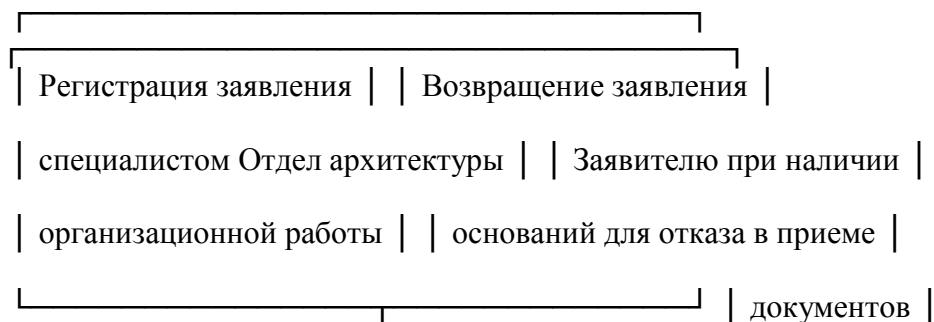 │ Регистрация заявления │ │ Возвращение заявления │
│ специалистом Отдел архитектуры │ │ Заявителю при наличии │
│ организационной работы │ │ оснований для отказа в приеме │
│ документов │